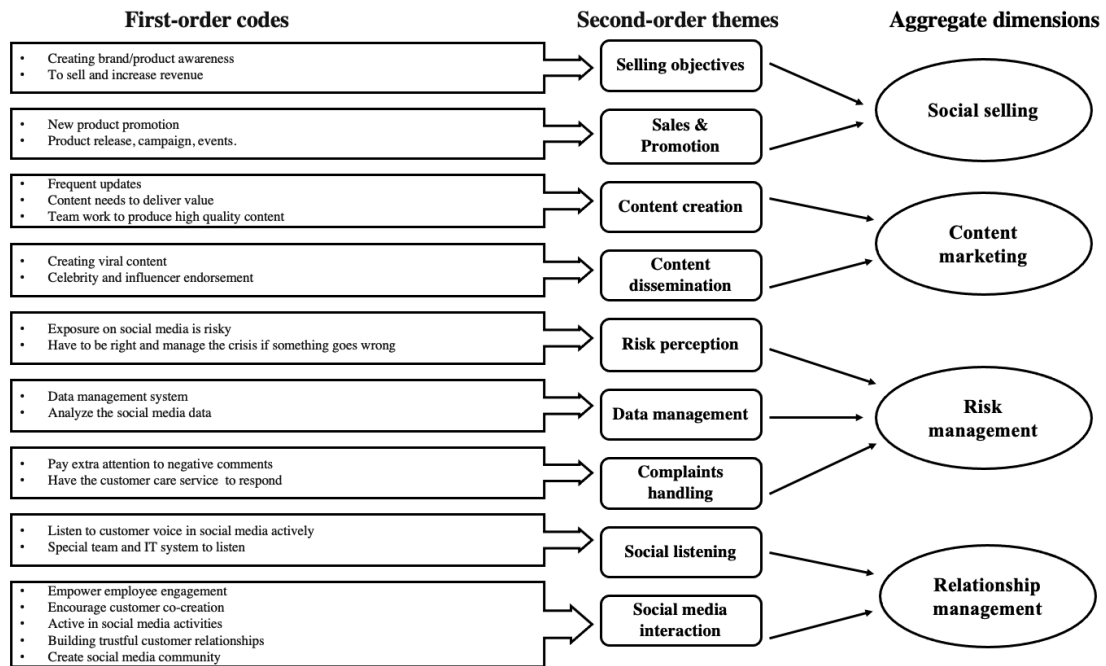 First-order codes
Second-order themes
Aggregate dimensions
• Creating brand/product awareness
• To sell and increase revenue
Selling objectives
Social selling
• New product promotion
• Product release, campaign, events.
Sales &
Promotion
• Frequent updates
• Content needs to deliver value
• Team work to produce high quality content
Content creation
Content
marketing
• Creating viral content
• Celebrity and influencer endorsement
Content
dissemination
• Exposure on social media is risky
• Have to be right and manage the crisis if something goes wrong
Risk perception
• Data management system
• Analyze the social media data
Data management
Risk
management
• Pay extra attention to negative comments
• Have the customer care service to respond
Complaints
handling
• Listen to customer voice in social media actively
• Special team and IT system to listen
Social listening
Relationship
management
• Empower employee engagement
• Encourage customer co-creation
• Active in social media activities
• Building trustful customer relationships
• Create social media community
Social media
interaction